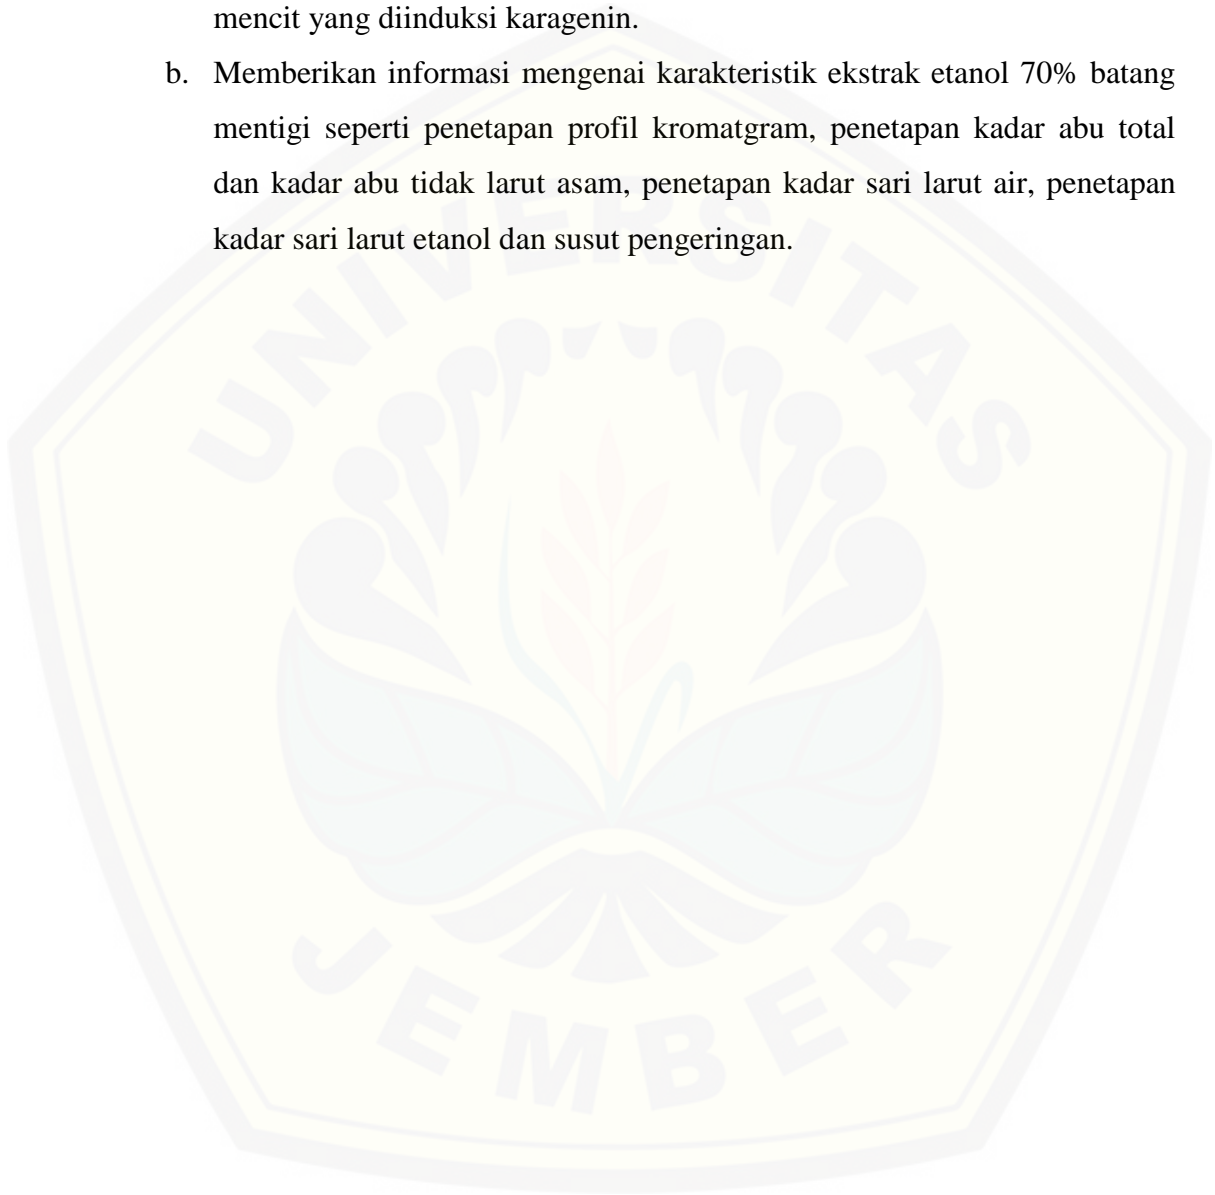 mencit yang diinduksi karagenin.
b. Memberikan informasi mengenai karakteristik ekstrak etanol 70% batang
mentigi seperti penetapan profil kromatgram, penetapan kadar abu total
dan kadar abu tidak larut asam, penetapan kadar sari larut air, penetapan
kadar sari larut etanol dan susut pengeringan.
UNIVERSITAS
JEMBER